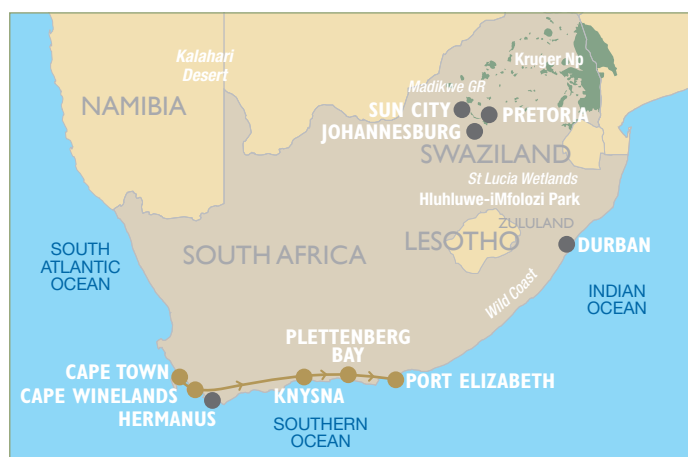 Kalahari
Desert
Kruger Np
Madikwe GR
NAMIBIA
SUN CITY
PRETORIA
JOHANNESBURG
SWAZILAND
St Lucia Wetlands
Hluhluwe-iMfolozi Park
ZULULAND
SOUTH
ATLANTIC
OCEAN
SOUTH AFRICA
LESOTHO
DURBAN
INDIAN
OCEAN
Wild Coast
PLETTENBERG
BAY
CAPE TOWN
CAPE WINELANDS
KNYSNA
PORT ELIZABETH
HERMANUS
SOUTHERN
OCEAN